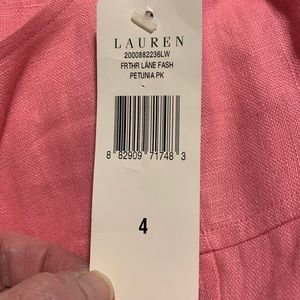 LAUREN
2000882236LW
FRTHR LANE FASH
PETUNIA PK
8 82909 71748 3
4